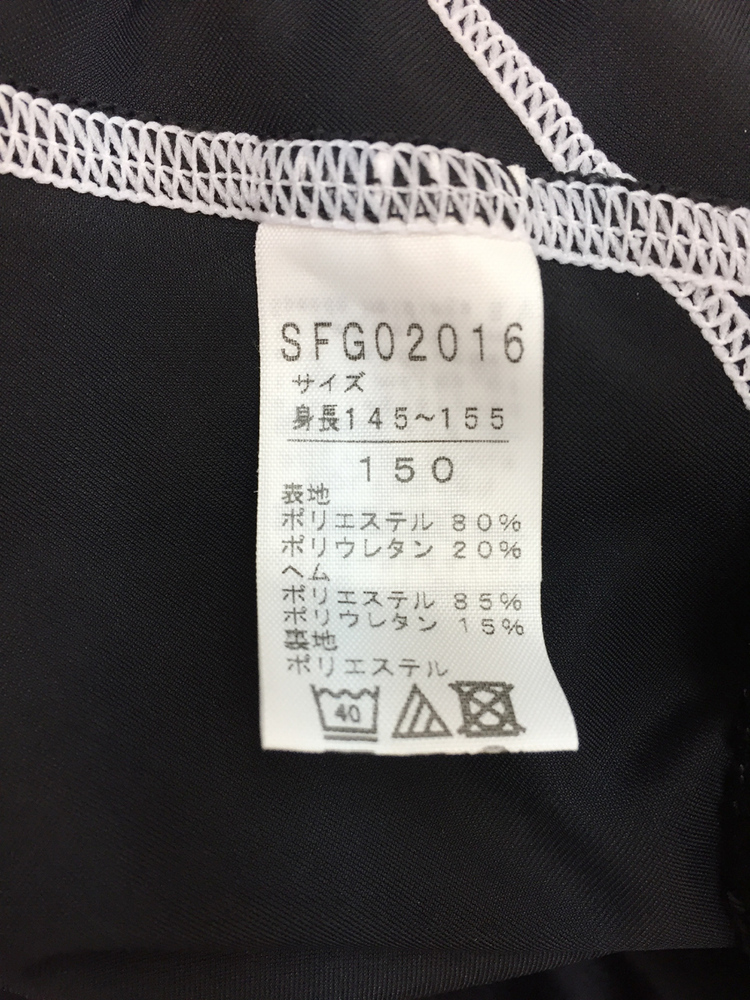 SFG02016
サイズ
身長145~155
150
表地
ポリエステル 80%
ポリウレタン 20%
ヘム
ポリエステル 85%
ポリウレタン 15%
裏地
ポリエステル
40